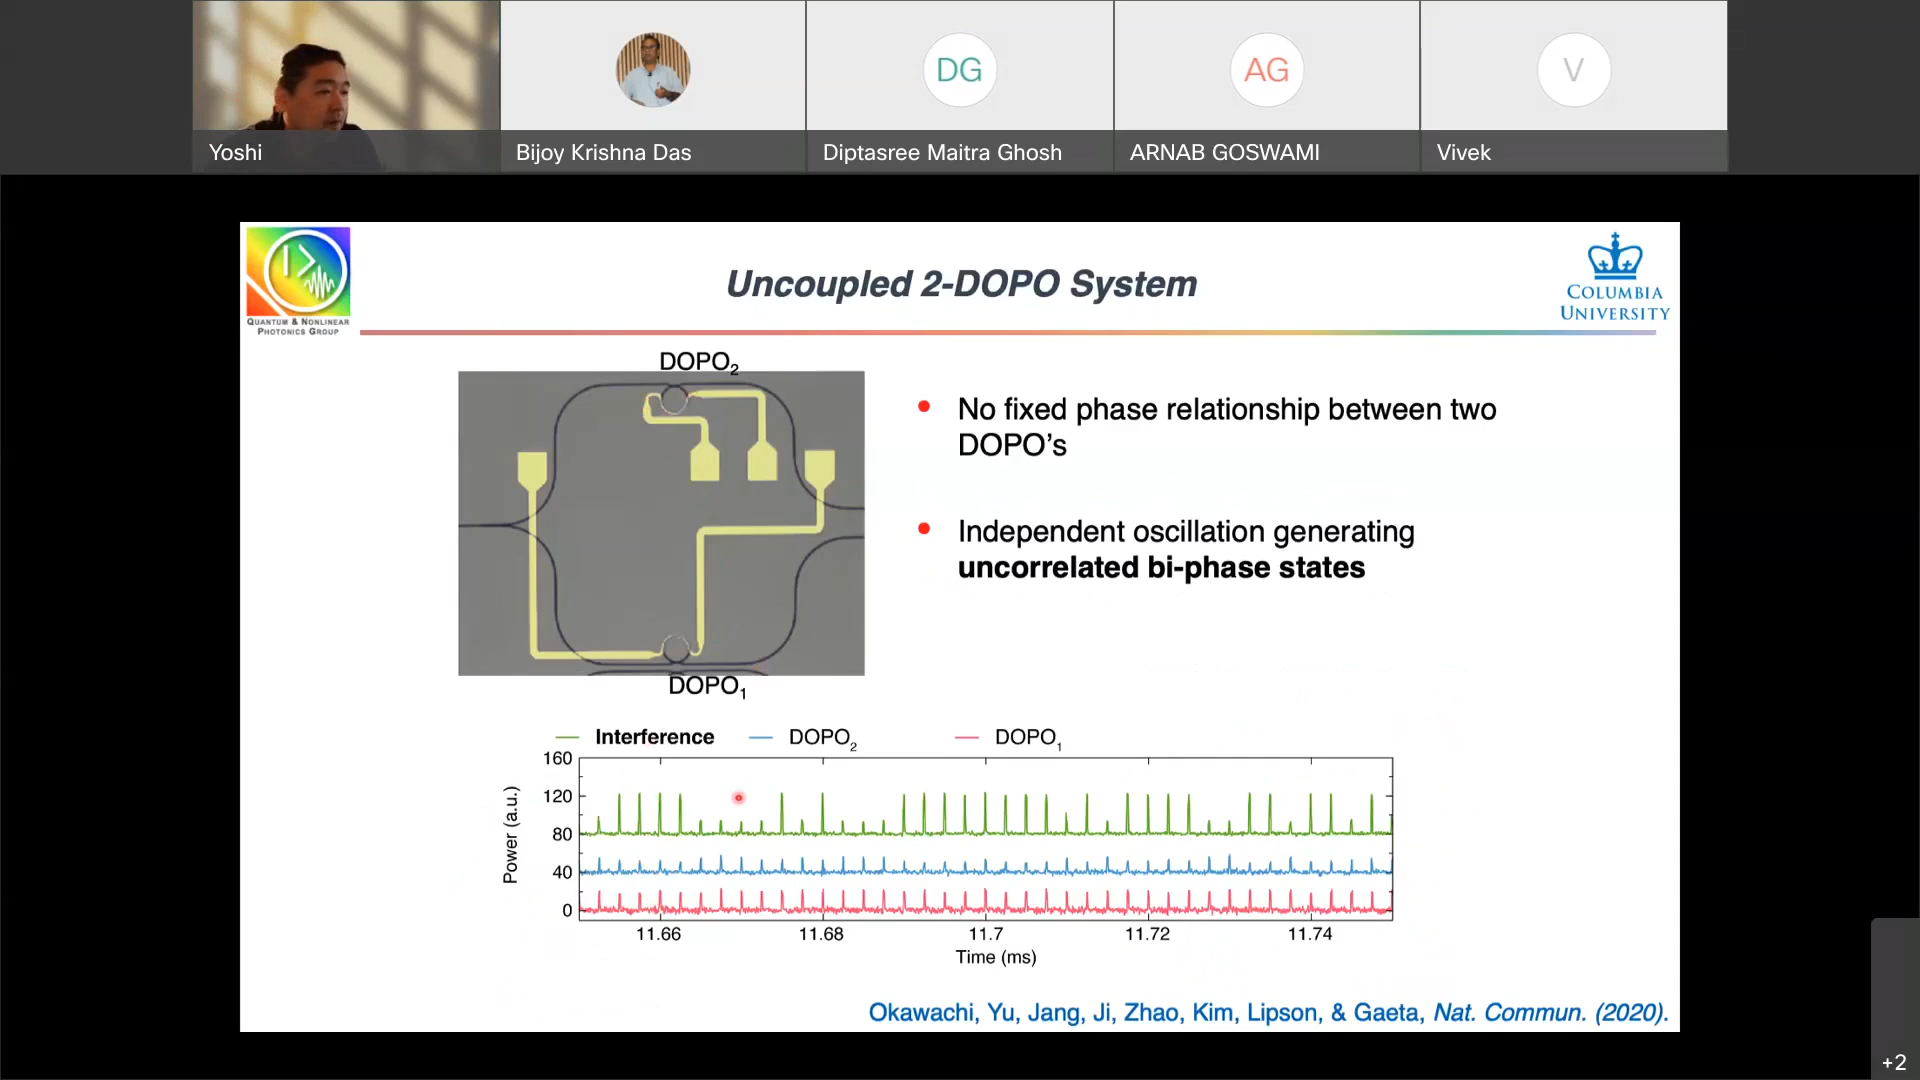 DG
AG
V
Yoshi
Bijoy Krishna Das
Diptasree Maitra Ghosh
ARNAB GOSWAMI
Vivek
QUANTUM & NONLINEAR
PHOTONICS GROUP
Uncoupled 2-DOPO System
COLUMBIA
UNIVERSITY
DOPO₂
DOPO₁
• No fixed phase relationship between two
DOPO’s
• Independent oscillation generating
uncorrelated bi-phase states
Interference DOPO₂ DOPO₁
Power (a.u.)
160
120
80
40
0
11.66 11.68 11.7 11.72 11.74
Time (ms)
Okawachi, Yu, Jang, Ji, Zhao, Kim, Lipson, & Gaeta, Nat. Commun. (2020).
+2